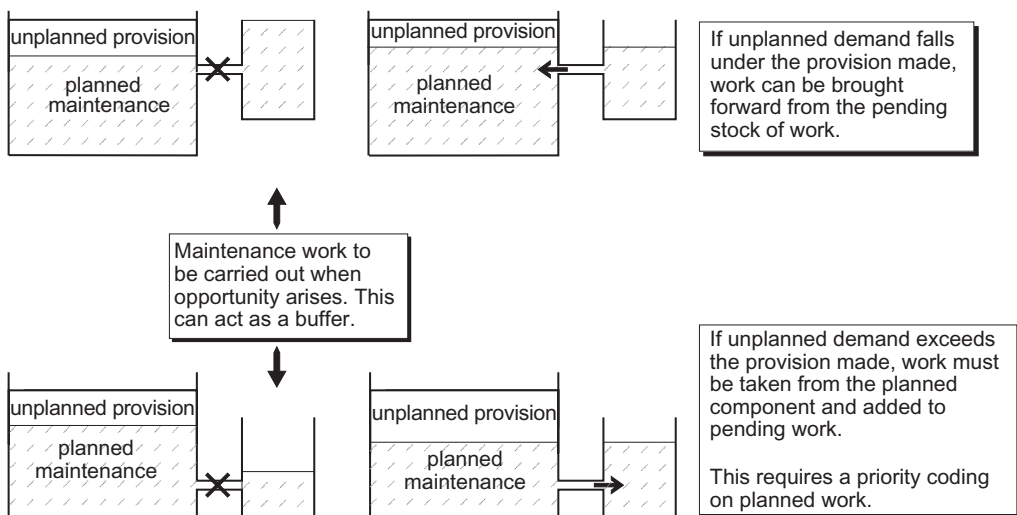 unplanned provision
planned
maintenance
unplanned provision
planned
maintenance
If unplanned demand falls
under the provision made,
work can be brought
forward from the pending
stock of work.
Maintenance work to
be carried out when
opportunity arises. This
can act as a buffer.
unplanned provision
planned
maintenance
unplanned provision
planned
maintenance
If unplanned demand exceeds
the provision made, work must
be taken from the planned
component and added to
pending work.
This requires a priority coding
on planned work.